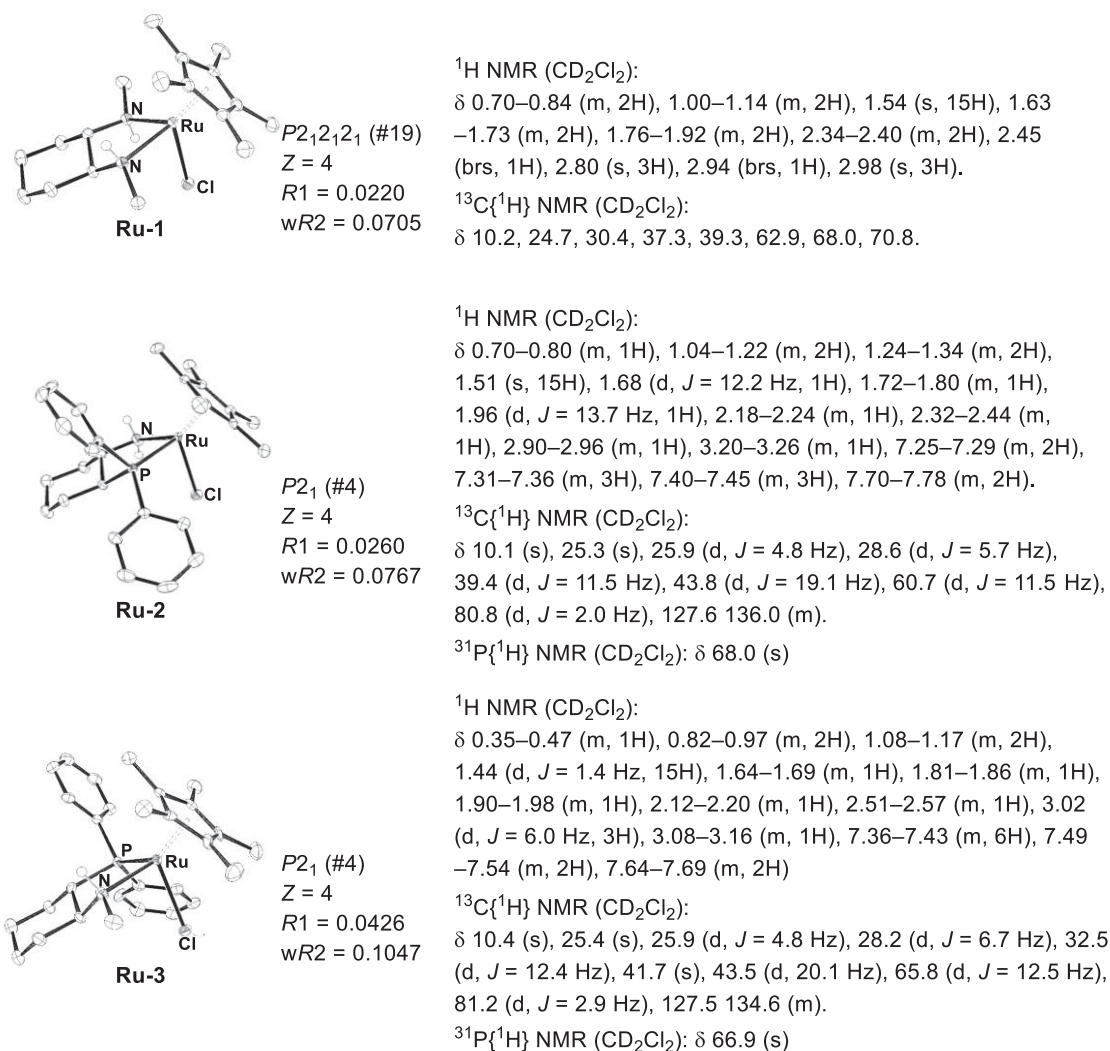 N
Ru
N
Cl
Ru-1
P2₁2₁2₁ (#19)
Z = 4
R1 = 0.0220
wR2 = 0.0705
¹H NMR (CD₂Cl₂):
δ 0.70–0.84 (m, 2H), 1.00–1.14 (m, 2H), 1.54 (s, 15H), 1.63
–1.73 (m, 2H), 1.76–1.92 (m, 2H), 2.34–2.40 (m, 2H), 2.45
(brs, 1H), 2.80 (s, 3H), 2.94 (brs, 1H), 2.98 (s, 3H).
¹³C{¹H} NMR (CD₂Cl₂):
δ 10.2, 24.7, 30.4, 37.3, 39.3, 62.9, 68.0, 70.8.
N
Ru
P
Cl
Ru-2
P2₁ (#4)
Z = 4
R1 = 0.0260
wR2 = 0.0767
¹H NMR (CD₂Cl₂):
δ 0.70–0.80 (m, 1H), 1.04–1.22 (m, 2H), 1.24–1.34 (m, 2H),
1.51 (s, 15H), 1.68 (d, J = 12.2 Hz, 1H), 1.72–1.80 (m, 1H),
1.96 (d, J = 13.7 Hz, 1H), 2.18–2.24 (m, 1H), 2.32–2.44 (m,
1H), 2.90–2.96 (m, 1H), 3.20–3.26 (m, 1H), 7.25–7.29 (m, 2H),
7.31–7.36 (m, 3H), 7.40–7.45 (m, 3H), 7.70–7.78 (m, 2H).
¹³C{¹H} NMR (CD₂Cl₂):
δ 10.1 (s), 25.3 (s), 25.9 (d, J = 4.8 Hz), 28.6 (d, J = 5.7 Hz),
39.4 (d, J = 11.5 Hz), 43.8 (d, J = 19.1 Hz), 60.7 (d, J = 11.5 Hz),
80.8 (d, J = 2.0 Hz), 127.6 136.0 (m).
³¹P{¹H} NMR (CD₂Cl₂): δ 68.0 (s)
P
Ru
N
Cl
Ru-3
P2₁ (#4)
Z = 4
R1 = 0.0426
wR2 = 0.1047
¹H NMR (CD₂Cl₂):
δ 0.35–0.47 (m, 1H), 0.82–0.97 (m, 2H), 1.08–1.17 (m, 2H),
1.44 (d, J = 1.4 Hz, 15H), 1.64–1.69 (m, 1H), 1.81–1.86 (m, 1H),
1.90–1.98 (m, 1H), 2.12–2.20 (m, 1H), 2.51–2.57 (m, 1H), 3.02
(d, J = 6.0 Hz, 3H), 3.08–3.16 (m, 1H), 7.36–7.43 (m, 6H), 7.49
–7.54 (m, 2H), 7.64–7.69 (m, 2H)
¹³C{¹H} NMR (CD₂Cl₂):
δ 10.4 (s), 25.4 (s), 25.9 (d, J = 4.8 Hz), 28.2 (d, J = 6.7 Hz), 32.5
(d, J = 12.4 Hz), 41.7 (s), 43.5 (d, 20.1 Hz), 65.8 (d, J = 12.5 Hz),
81.2 (d, J = 2.9 Hz), 127.5 134.6 (m).
³¹P{¹H} NMR (CD₂Cl₂): δ 66.9 (s)